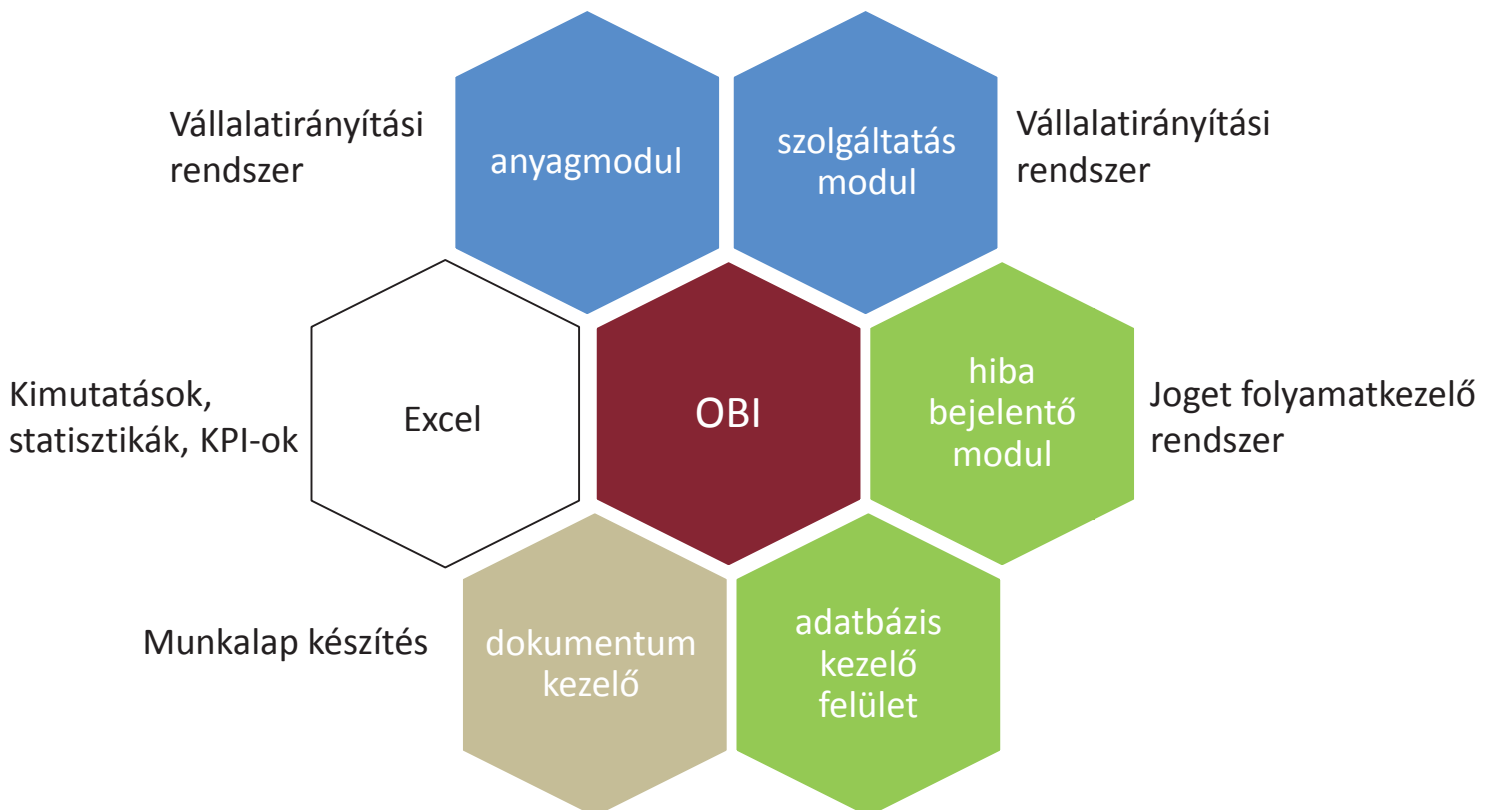 Vállalatirányítási
rendszer
anyagmodul
szolgáltatás
modul
Vállalatirányítási
rendszer
Kimutatások,
statisztikák, KPI-ok
Excel
OBI
hiba
bejelentő
modul
Joget folyamatkezelő
rendszer
Munkalap készítés
dokumentum
kezelő
adatbázis
kezelő
felület